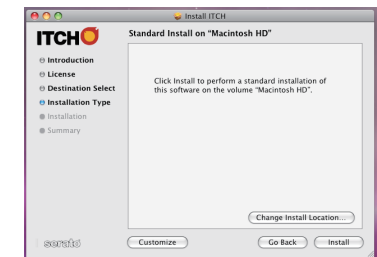 Install ITCH
ITCH
Standard Install on "Macintosh HD"
Introduction
License
Destination Select
Installation Type
Installation
Summary
Click Install to perform a standard installation of
this software on the volume "Macintosh HD".
Change Install Location...
serato
Customize
Go Back
Install